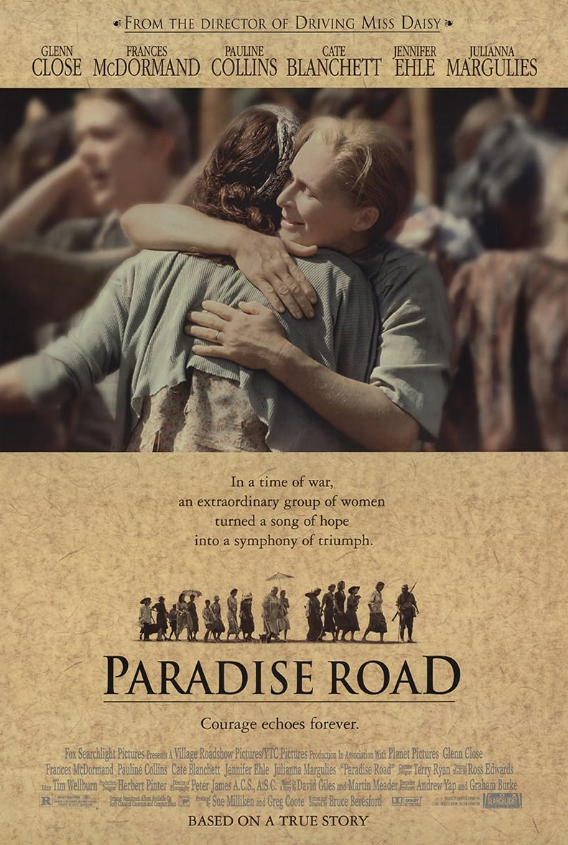 FROM THE DIRECTOR OF DRIVING MISS DAISY
GLENN CLOSE
FRANCES McDORMAND
PAULINE COLLINS
CATE BLANCHETT
JENNIFER EHLE
JULIANNA MARGULIES
In a time of war,
an extraordinary group of women
turned a song of hope
into a symphony of triumph.
PARADISE ROAD
Courage echoes forever.
Fox Searchlight Pictures Presents A Village Roadshow Pictures/YTC Pictures Production In Association With Planet Pictures Glenn Close
Frances McDormand Pauline Collins Cate Blanchett Jennifer Ehle Julianna Margulies "Paradise Road" Terry Ryan Ross Edwards
Tim Wellburn Herbert Pinter Peter James A.C.S., A.S.C. David Giles and Martin Meader Andrew Yap and Graham Burke
R Sue Milliken and Greg Coote Bruce Beresford
BASED ON A TRUE STORY